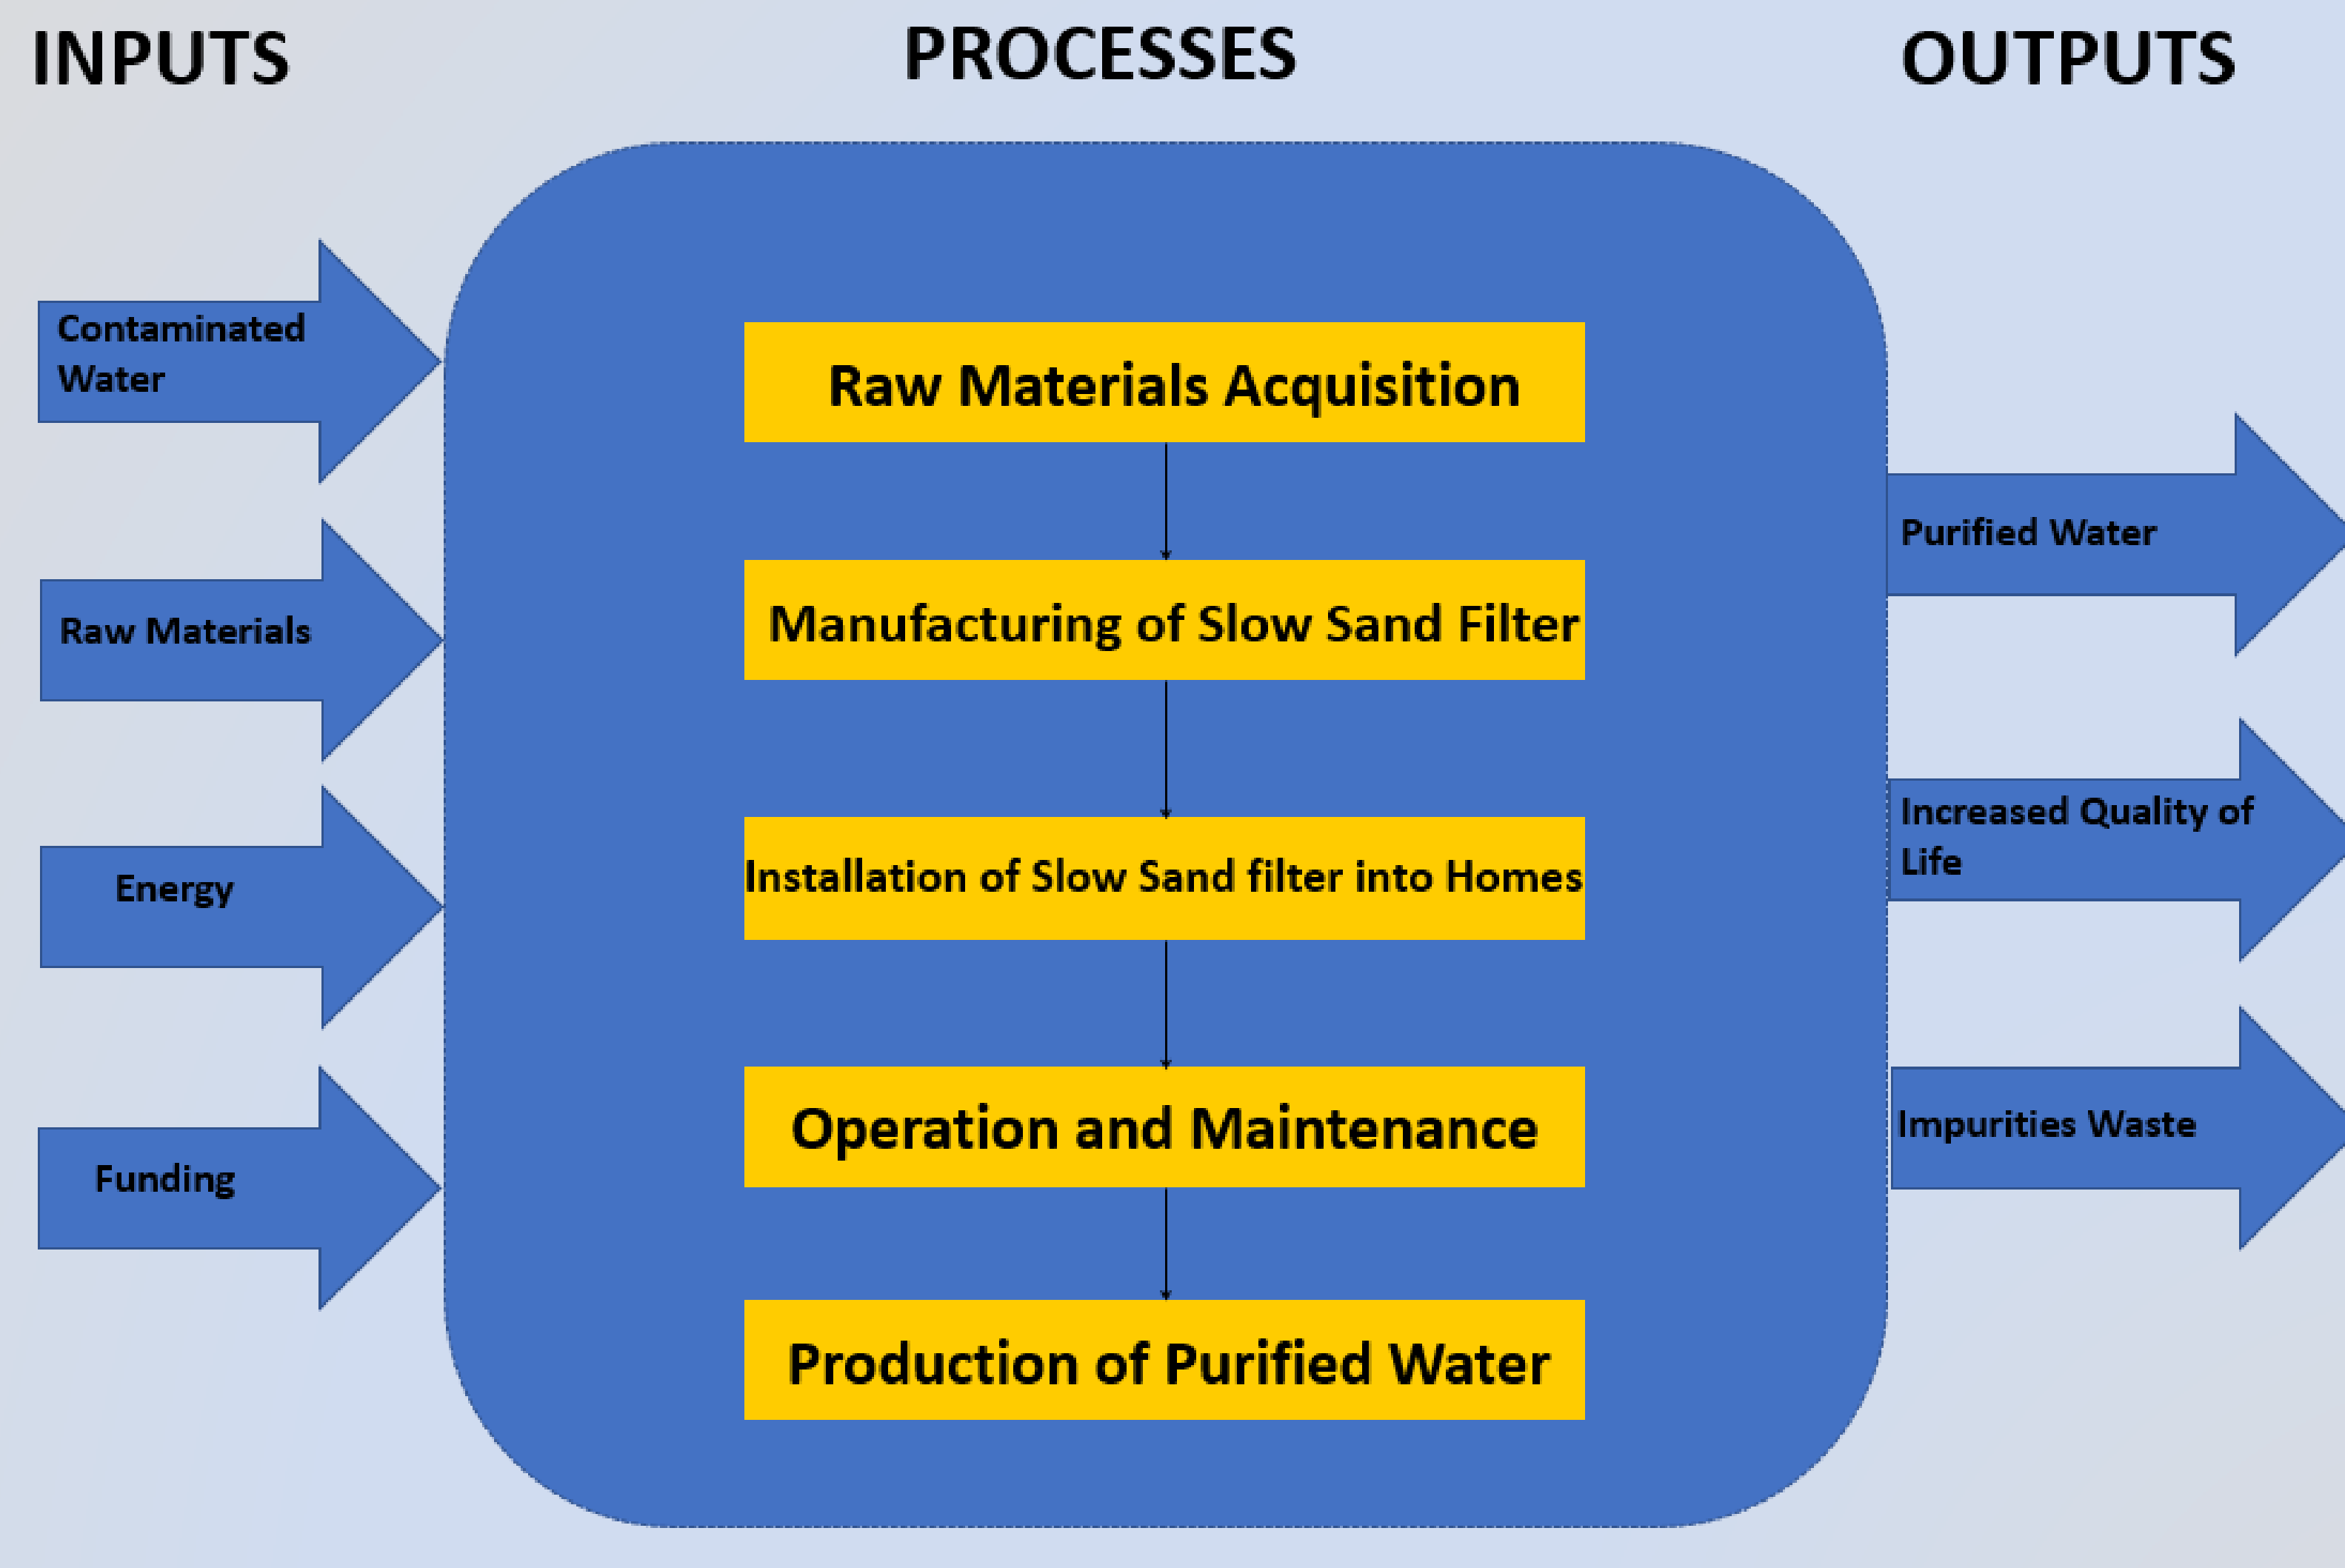 INPUTS
PROCESSES
OUTPUTS
Contaminated
Water
Raw Materials
Energy
Funding
Raw Materials Acquisition
Manufacturing of Slow Sand Filter
Installation of Slow Sand filter into Homes
Operation and Maintenance
Production of Purified Water
Purified Water
Increased Quality of
Life
Impurities Waste